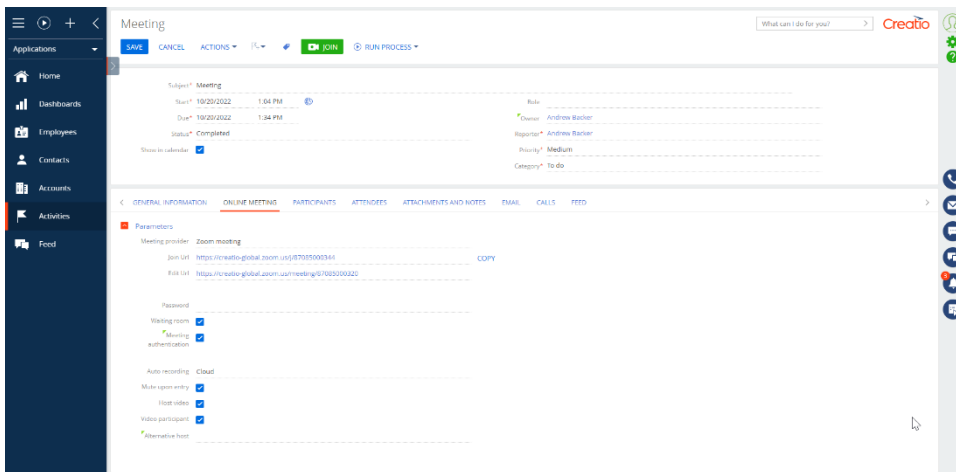 Meeting
What can I do for you?
Creatio
SAVE CANCEL ACTIONS JOIN RUN PROCESS
Applications
Home
Dashboards
Employees
Contacts
Accounts
Activities
Feed
Subject* Meeting
Start* 10/20/2022 1:04 PM
Due* 10/20/2022 1:34 PM
Status* Completed
Show in calendar
Role
Owner Andrew Backer
Reporter* Andrew Backer
Priority* Medium
Category* To do
GENERAL INFORMATION ONLINE MEETING PARTICIPANTS ATTENDEES ATTACHMENTS AND NOTES EMAIL CALLS FEED
Parameters
Meeting provider Zoom meeting
Join Url https://creatio-global.zoom.us/j/87085000344 COPY
Edit Url https://creatio-global.zoom.us/meeting/87085000320
Password
Waiting room
Meeting
authentication
Auto recording Cloud
Mute upon entry
Host video
Video participant
Alternative host